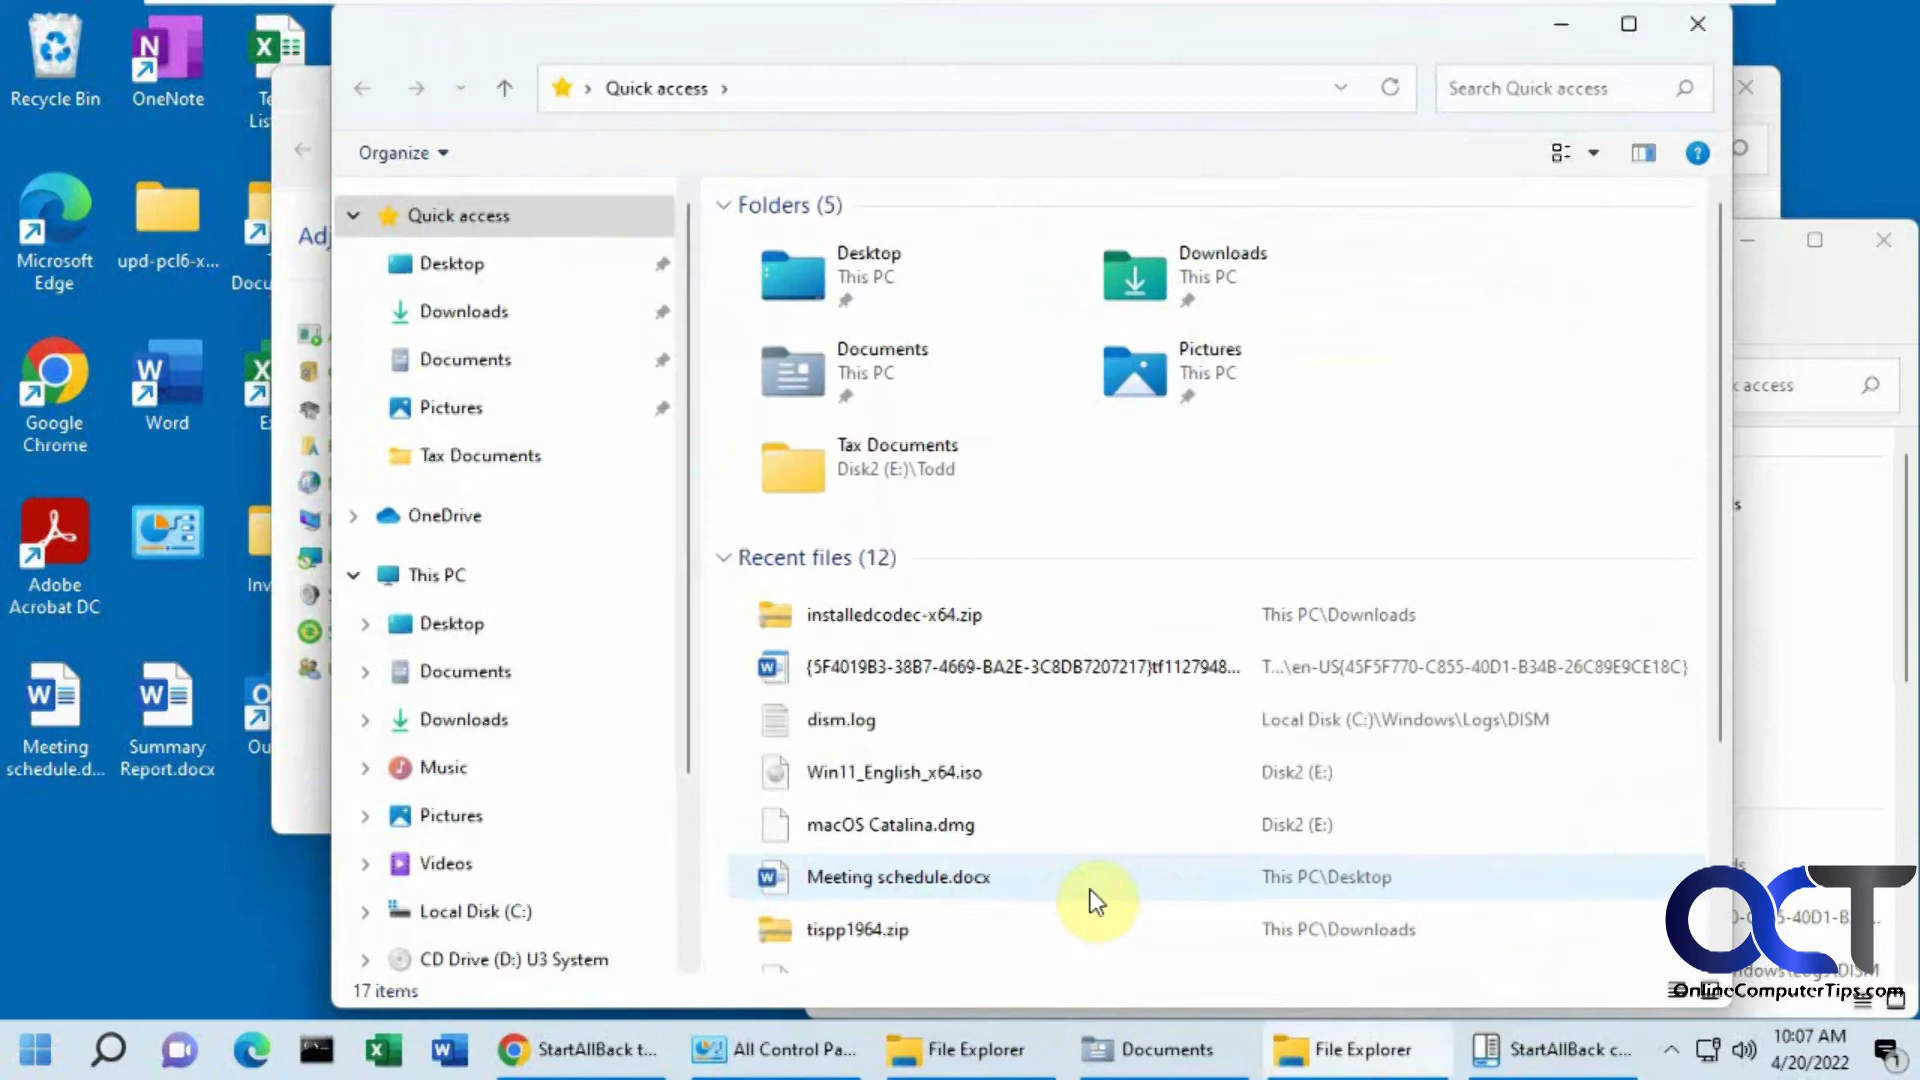 Recycle Bin
OneNote
Microsoft
Edge
upd-pcl6-x...
Google
Chrome
Word
Adobe
Acrobat DC
Meeting
schedule.d...
Summary
Report.docx
Quick access
Search Quick access
Organize
Quick access
Desktop
Downloads
Documents
Pictures
Tax Documents
OneDrive
This PC
Desktop
Documents
Downloads
Music
Pictures
Videos
Local Disk (C:)
CD Drive (D:) U3 System
17 items
Folders (5)
Desktop
This PC
Downloads
This PC
Documents
This PC
Pictures
This PC
Tax Documents
Disk2 (E:)\Todd
Recent files (12)
installedcodec-x64.zip This PC\Downloads
{5F4019B3-38B7-4669-BA2E-3C8DB7207217}tf1127948... T...\en-US{45F5F770-C855-40D1-B34B-26C89E9CE18C}
dism.log Local Disk (C:)\Windows\Logs\DISM
Win11_English_x64.iso Disk2 (E:)
macOS Catalina.dmg Disk2 (E:)
Meeting schedule.docx This PC\Desktop
tispp1964.zip This PC\Downloads
access
OCT
OnlineComputerTips.com
StartAllBack t...
All Control Pa...
File Explorer
Documents
File Explorer
StartAllBack c...
10:07 AM
4/20/2022
1